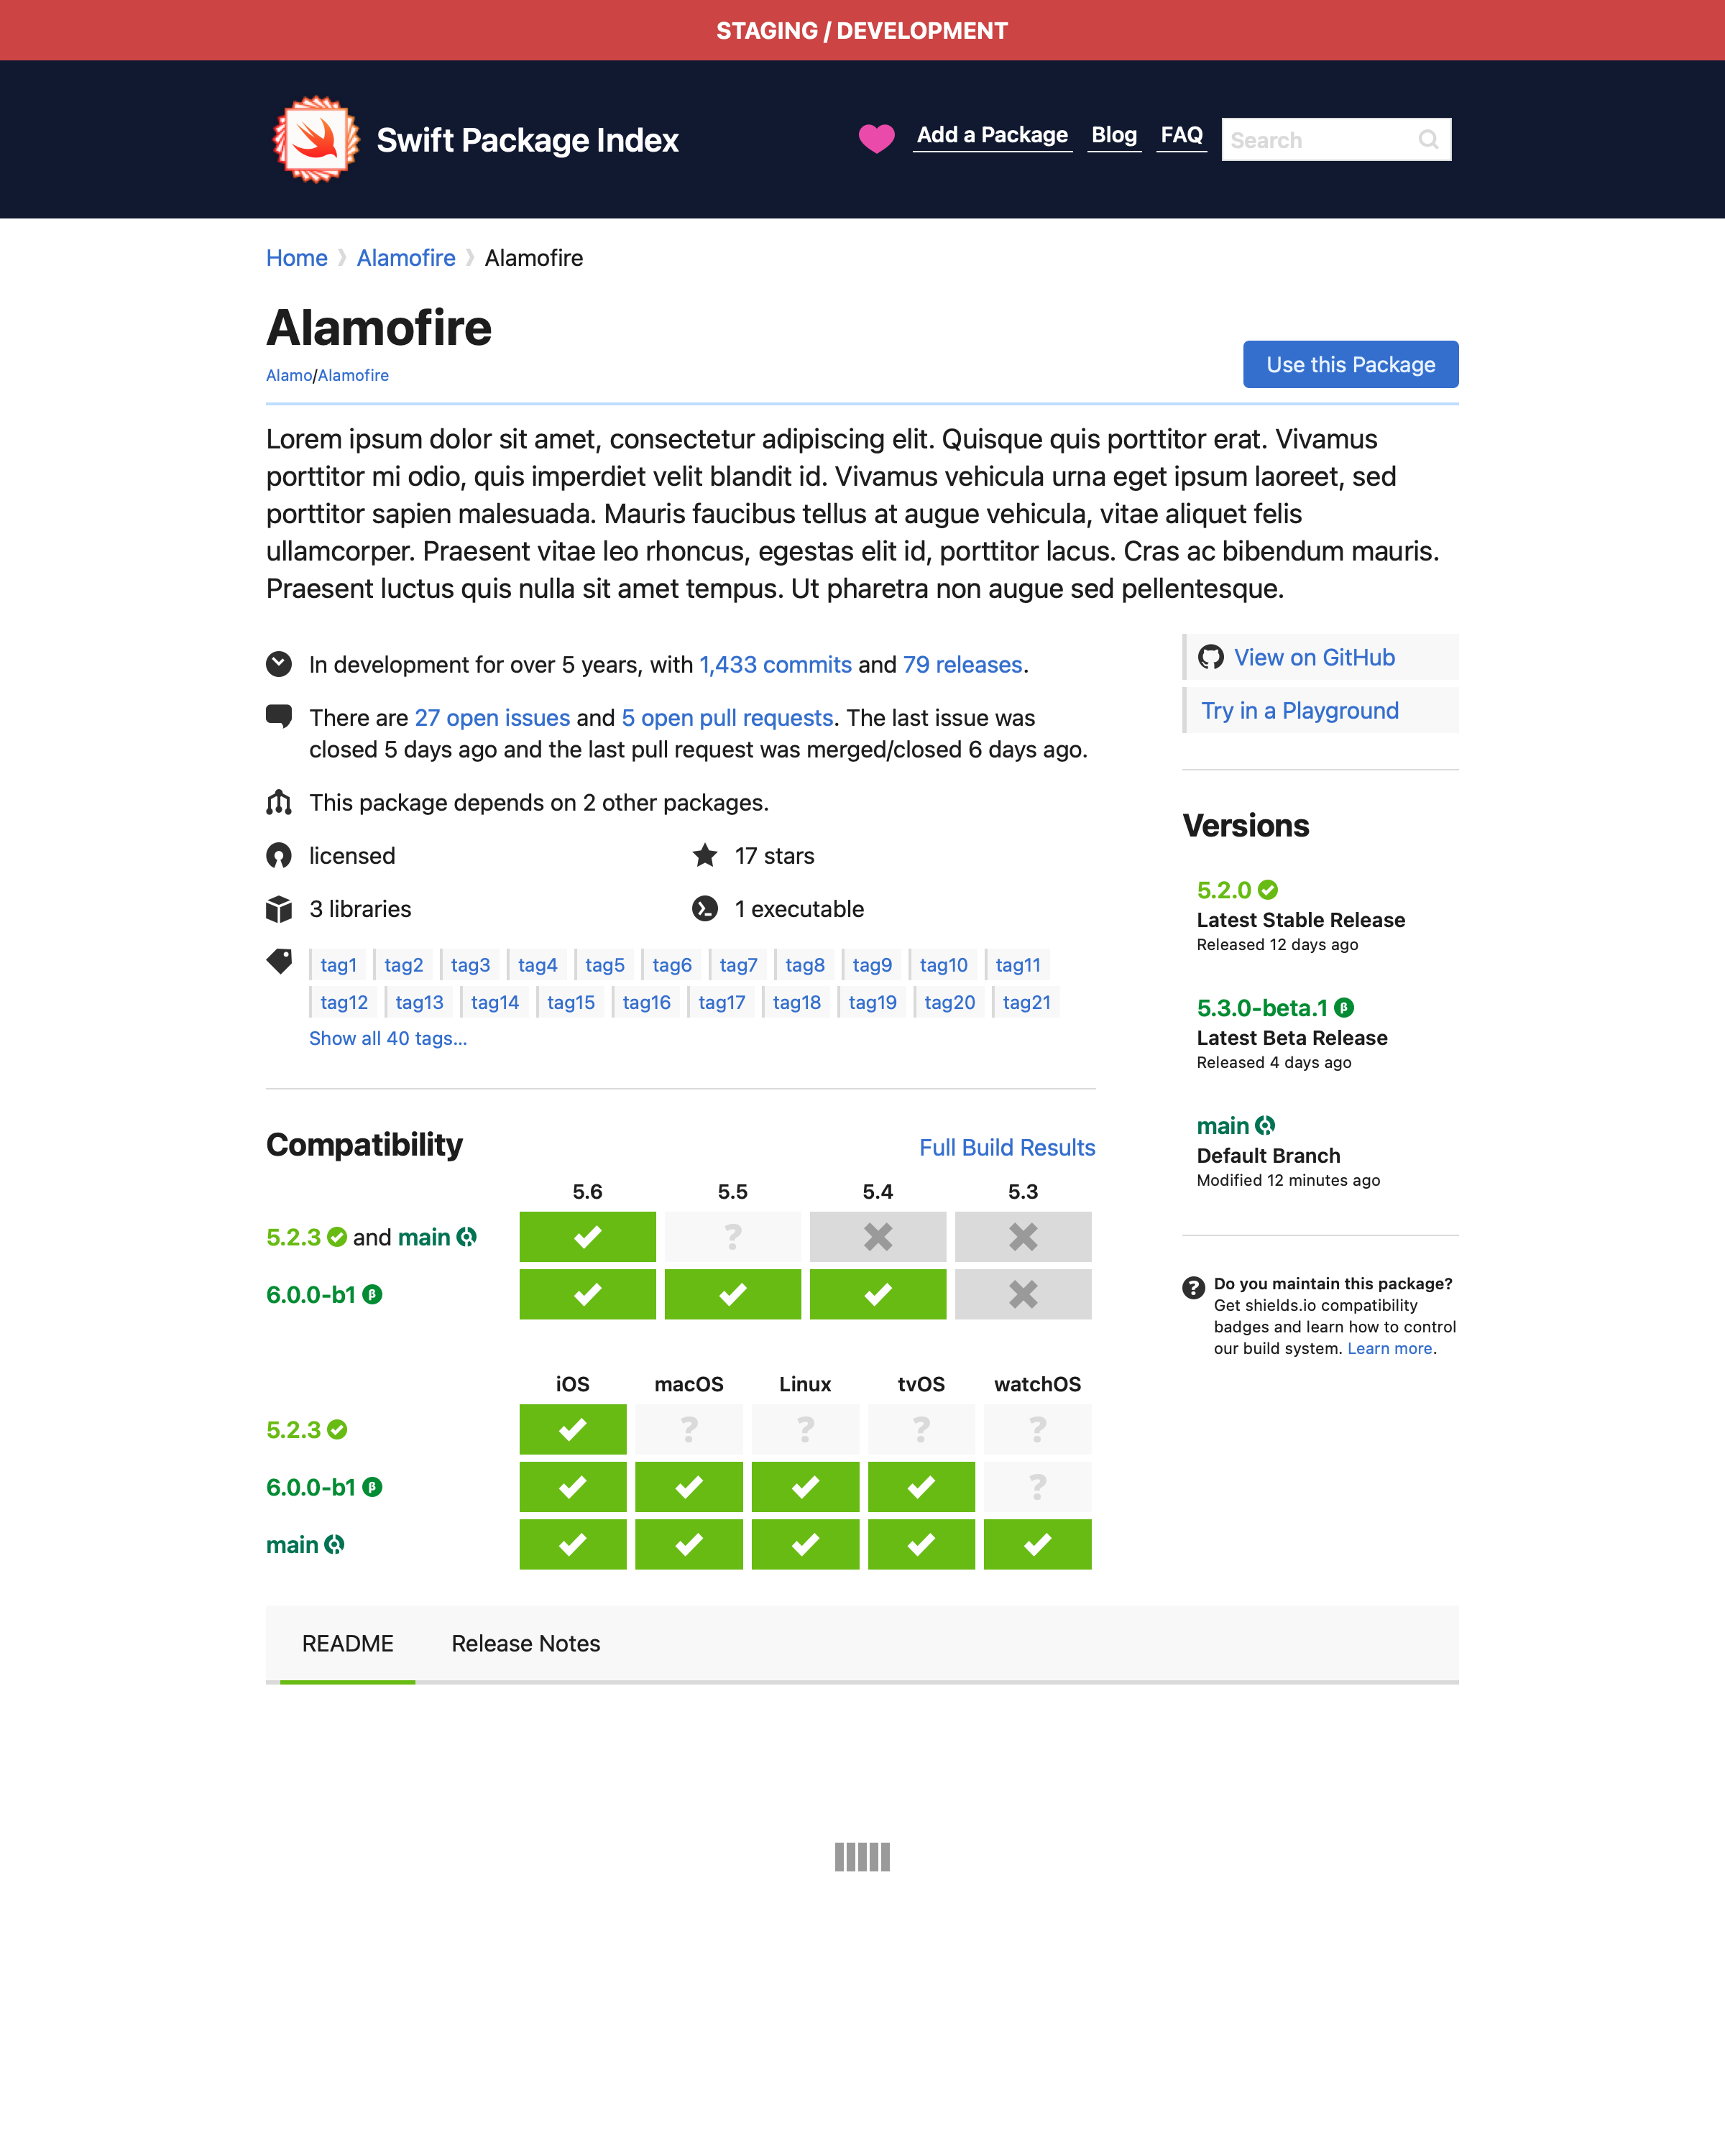 STAGING / DEVELOPMENT
Swift Package Index
Add a Package Blog FAQ Search
Home Alamofire Alamofire
Alamofire
Alamo/Alamofire
Use this Package
Lorem ipsum dolor sit amet, consectetur adipiscing elit. Quisque quis porttitor erat. Vivamus
porttitor mi odio, quis imperdiet velit blandit id. Vivamus vehicula urna eget ipsum laoreet, sed
porttitor sapien malesuada. Mauris faucibus tellus at augue vehicula, vitae aliquet felis
ullamcorper. Praesent vitae leo rhoncus, egestas elit id, porttitor lacus. Cras ac bibendum mauris.
Praesent luctus quis nulla sit amet tempus. Ut pharetra non augue sed pellentesque.
In development for over 5 years, with 1,433 commits and 79 releases.
There are 27 open issues and 5 open pull requests. The last issue was
closed 5 days ago and the last pull request was merged/closed 6 days ago.
This package depends on 2 other packages.
licensed
17 stars
3 libraries
1 executable
tag1 tag2 tag3 tag4 tag5 tag6 tag7 tag8 tag9 tag10 tag11
tag12 tag13 tag14 tag15 tag16 tag17 tag18 tag19 tag20 tag21
Show all 40 tags...
View on GitHub
Try in a Playground
Versions
5.2.0
Latest Stable Release
Released 12 days ago
5.3.0-beta.1 β
Latest Beta Release
Released 4 days ago
main
Default Branch
Modified 12 minutes ago
? Do you maintain this package?
Get shields.io compatibility
badges and learn how to control
our build system. Learn more.
Compatibility
Full Build Results
5.6 5.5 5.4 5.3
5.2.3 and main ?
6.0.0-b1 β
iOS macOS Linux tvOS watchOS
5.2.3 ? ? ? ?
6.0.0-b1 β ?
main
README Release Notes